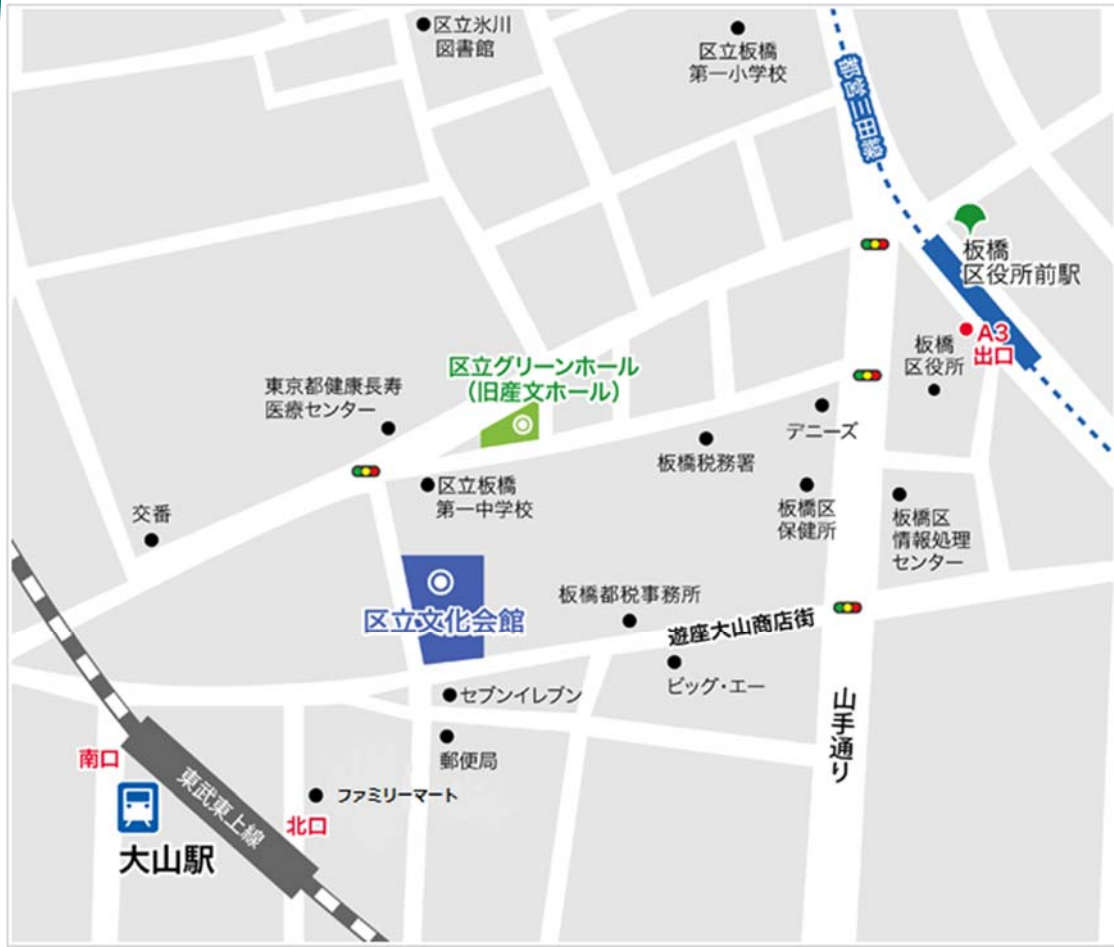 区立氷川
図書館
区立板橋
第一小学校
都営三田線
板橋
区役所前駅
A3
出口
板橋
区役所
区立グリーンホール
（旧産文ホール）
東京都健康長寿
医療センター
デニーズ
板橋税務署
区立板橋
第一中学校
板橋区
保健所
板橋区
情報処理
センター
交番
区立文化会館
板橋都税事務所
遊座大山商店街
ビッグ・エー
セブンイレブン
山手通り
郵便局
南口
東武東上線
ファミリーマート
北口
大山駅